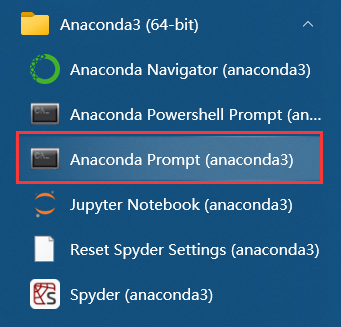 Anaconda3 (64-bit)
Anaconda Navigator (anaconda3)
Anaconda Powershell Prompt (an...
Anaconda Prompt (anaconda3)
Jupyter Notebook (anaconda3)
Reset Spyder Settings (anaconda3)
Spyder (anaconda3)